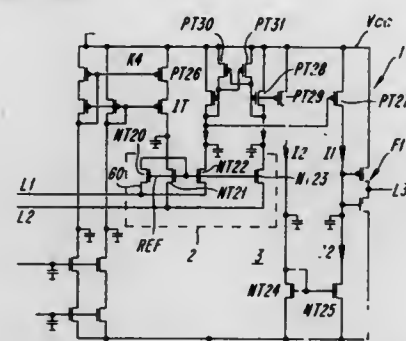 PT30 PT31
Vcc
K4
PT26
PT28
PT29
IT
NT20
60t
NT22
I2
I1
F1
L1
L2
NT21
REF
L3
2
3
NT24
NT25